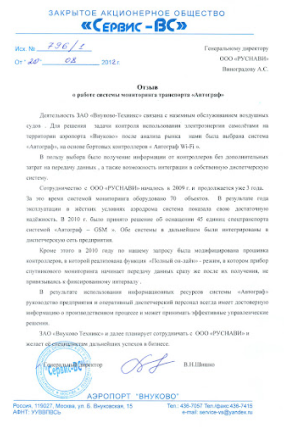 ЗАКРЫТОЕ АКЦИОНЕРНОЕ ОБЩЕСТВО
«СЕРВИС-ВС»
Исх. № 796/1
От "20" 08 2012г.
Генеральному директору
ООО «РУСНАВИ»
Виноградову А.С.
Отзыв
о работе системы мониторинга транспорта «Автограф»
Деятельность ЗАО «Внуково-Техникс» связана с наземным обслуживанием воздушных
судов . Для решения задачи контроля использования электроэнергии самолётами на
территории аэропорта «Внуково» после анализа рынка нами была выбрана система
«Автограф», на основе бортовых контроллеров « Автограф Wi-Fi ».
В основу выбора было получение информации от контроллеров без дополнительных
затрат на передачу данных , а также возможность интеграции в собственную диспетчерскую
систему.
Сотрудничество с ООО «РУСНАВИ» началось в 2009 г. и продолжается уже 3 года.
За это время системой мониторинга оборудовано 70 объектов. В результате года
эксплуатации в жёстких условиях аэродрома система показала свою достаточную
надёжность. В 2010 г. было принято решение об оснащении 45 единиц спецтранспорта
системой «Автограф – GSM ». Обе системы в дальнейшем были интегрированы в
диспетчерскую сеть предприятия.
Кроме этого в 2010 году по нашему запросу была модифицирована прошивка
контроллеров, в которой реализована функция «Полный он-лайн» - режим, в котором прибор
спутникового мониторинга начинает передачу данных сразу же после их получения, не
привязываясь к фиксированному интервалу .
В результате использования информационных ресурсов системы «Автограф»
руководство предприятия и оперативный диспетчерский персонал всегда имеет достоверную
информацию о производственном процессе и может принимать эффективные управленческие
решения.
ЗАО «Внуково-Техникс» и далее планирует сотрудничать с ООО «РУСНАВИ» и
желает её специалистам дальнейших успехов в бизнесе.
Генеральный директор В.Н.Шишко
АЭРОПОРТ "ВНУКОВО"
Россия, 119027, Москва, ул. Б. Внуковская, 15
АФНТ: УУВВЛВСЬ
Тел.: 436-7057 Тел./факс:436-7416
e-mail: service-va@yandex.ru